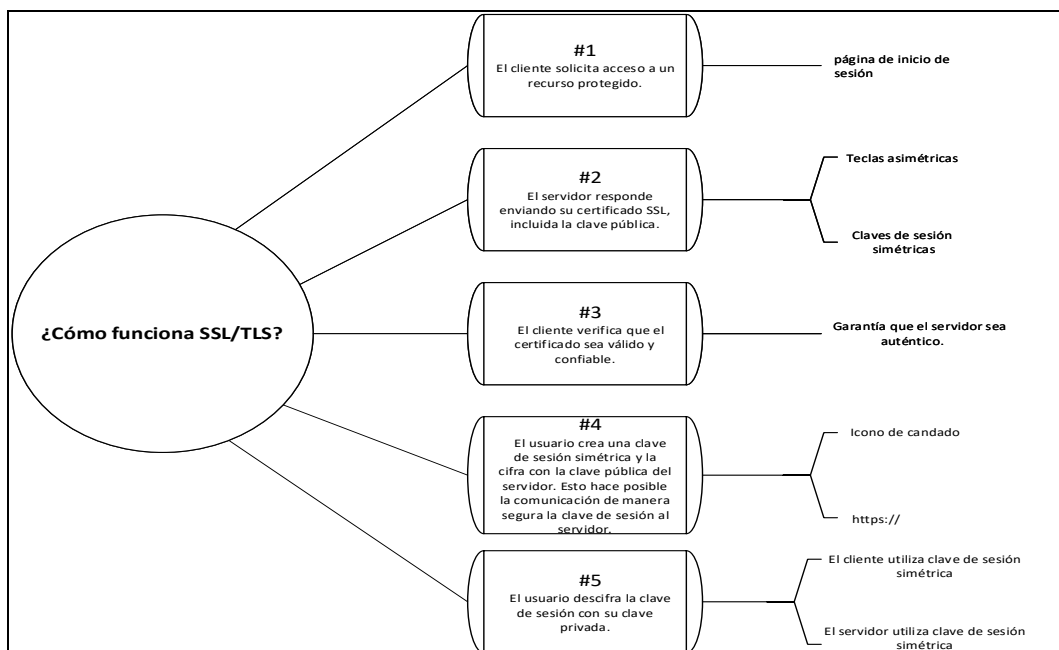 ¿Cómo funciona SSL/TLS?
#1
El cliente solicita acceso a un
recurso protegido.
página de inicio de
sesión
#2
El servidor responde
enviando su certificado SSL,
incluida la clave pública.
Teclas asimétricas
Claves de sesión
simétricas
#3
El cliente verifica que el
certificado sea válido y
confiable.
Garantía que el servidor sea
auténtico.
#4
El usuario crea una clave
de sesión simétrica y la
cifra con la clave pública del
servidor. Esto hace posible
la comunicación de manera
segura la clave de sesión al
servidor.
Icono de candado
https://
#5
El usuario descifra la clave
de sesión con su clave
privada.
El cliente utiliza clave de sesión
simétrica
El servidor utiliza clave de sesión
simétrica